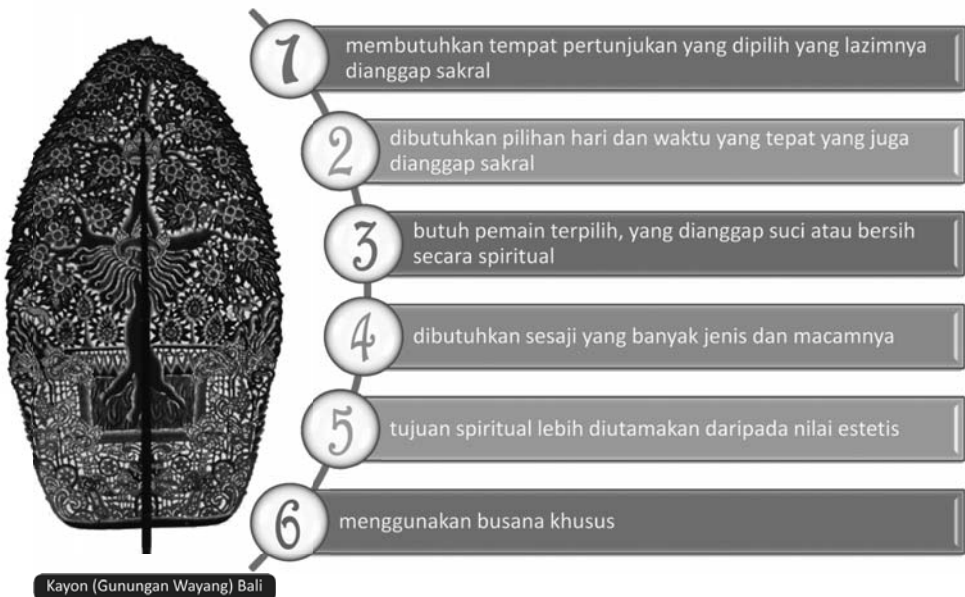 1
membutuhkan tempat pertunjukan yang dipilih yang lazimnya
dianggap sakral
2
dibutuhkan pilihan hari dan waktu yang tepat yang juga
dianggap sakral
3
butuh pemain terpilih, yang dianggap suci atau bersih
secara spiritual
4
dibutuhkan sesaji yang banyak jenis dan macamnya
5
tujuan spiritual lebih diutamakan daripada nilai estetis
6
menggunakan busana khusus
Kayon (Gunungan Wayang) Bali